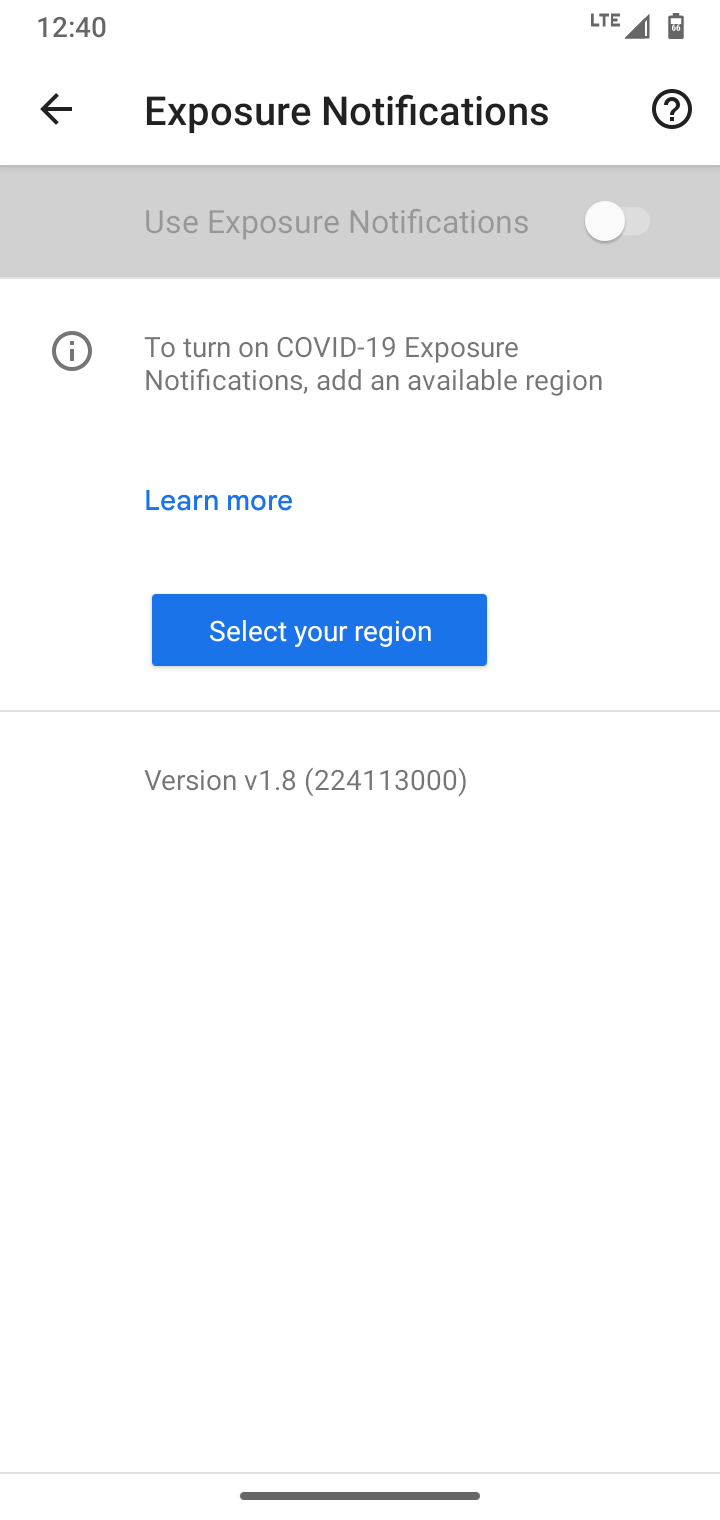 12:40
LTE
66
Exposure Notifications
Use Exposure Notifications
To turn on COVID-19 Exposure
Notifications, add an available region
Learn more
Select your region
Version v1.8 (224113000)